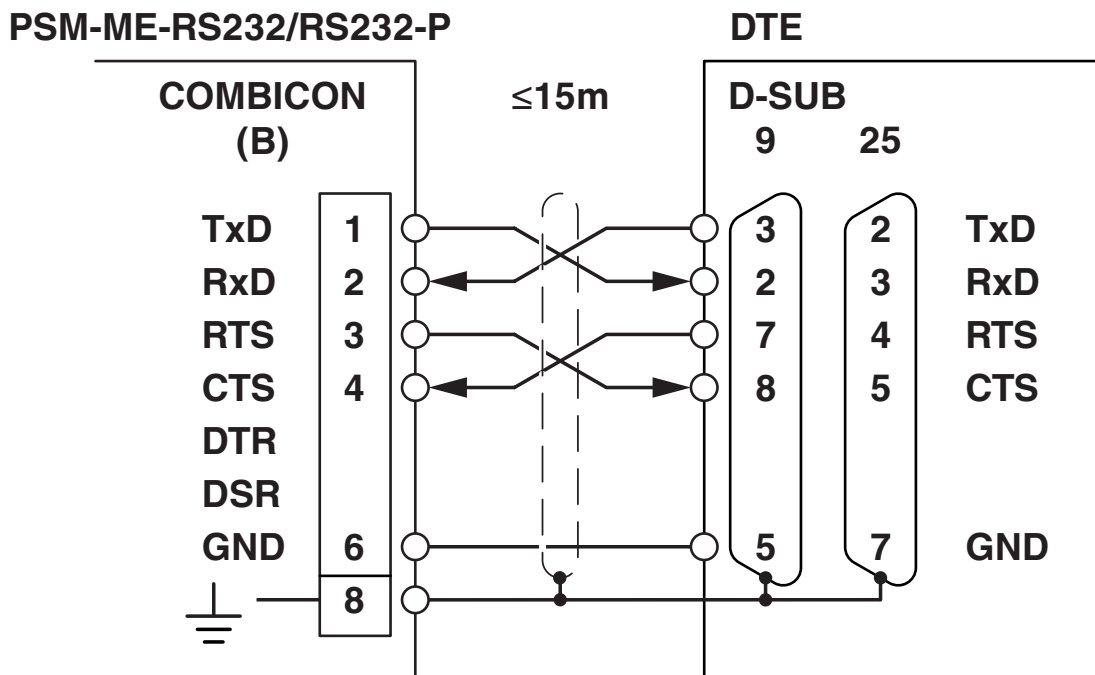 PSM-ME-RS232/RS232-P DTE
COMBICON ≤15m D-SUB
(B) 9 25
TxD 1 3 2 TxD
RxD 2 2 3 RxD
RTS 3 7 4 RTS
CTS 4 8 5 CTS
DTR
DSR
GND 6 5 7 GND
8